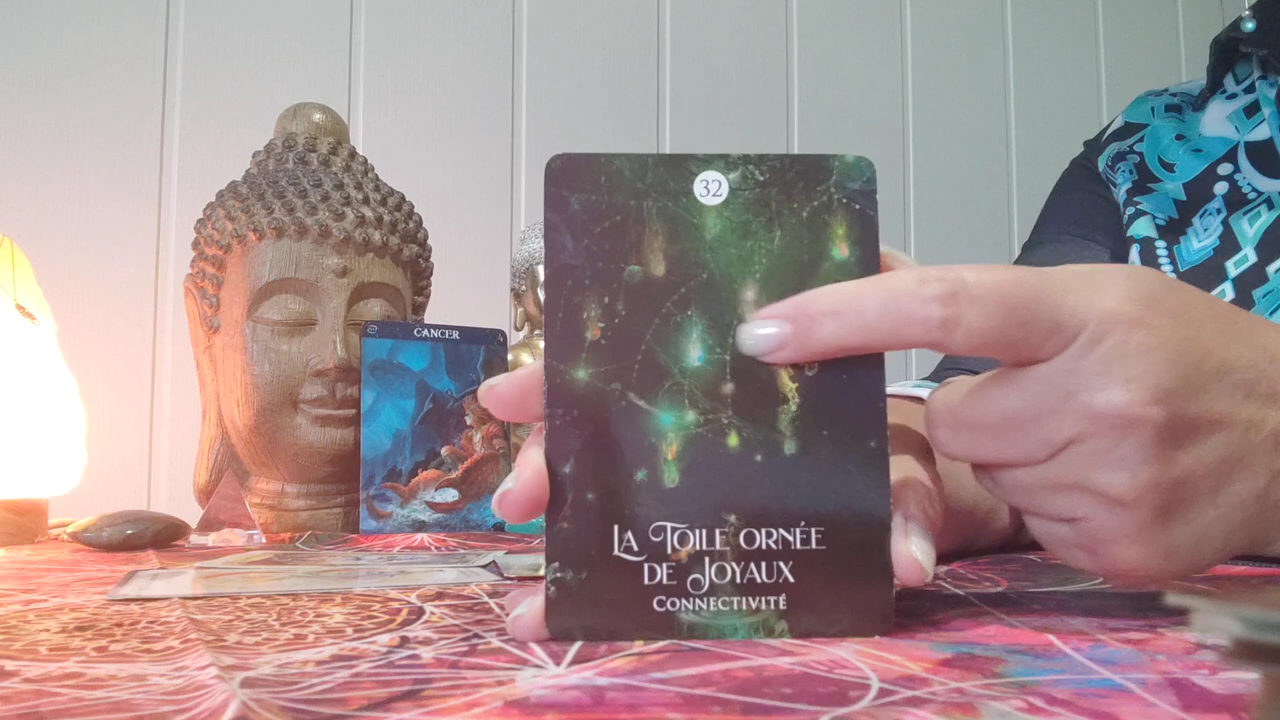 CANCER
32
LA TOILE ORNÉE
DE JOYAUX
CONNECTIVITÉ